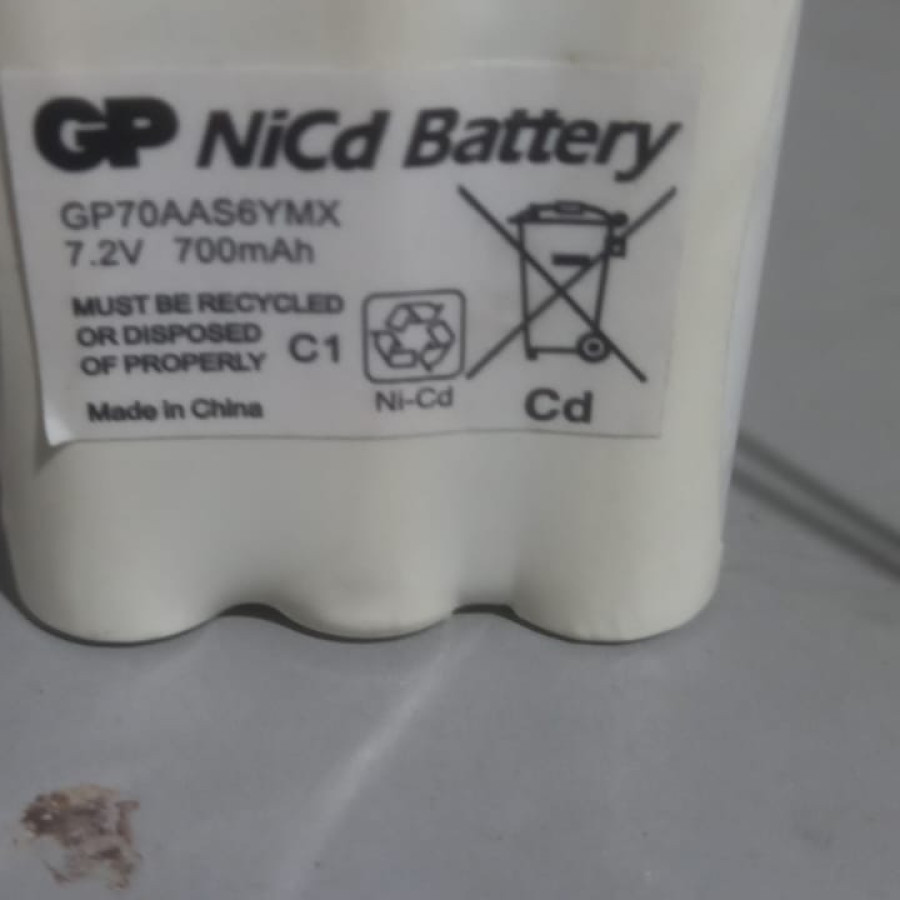 GP NiCd Battery
GP70AAS6YMX
7.2V 700mAh
MUST BE RECYCLED
OR DISPOSED
OF PROPERLY
C1
Made in China
Ni-Cd
Cd